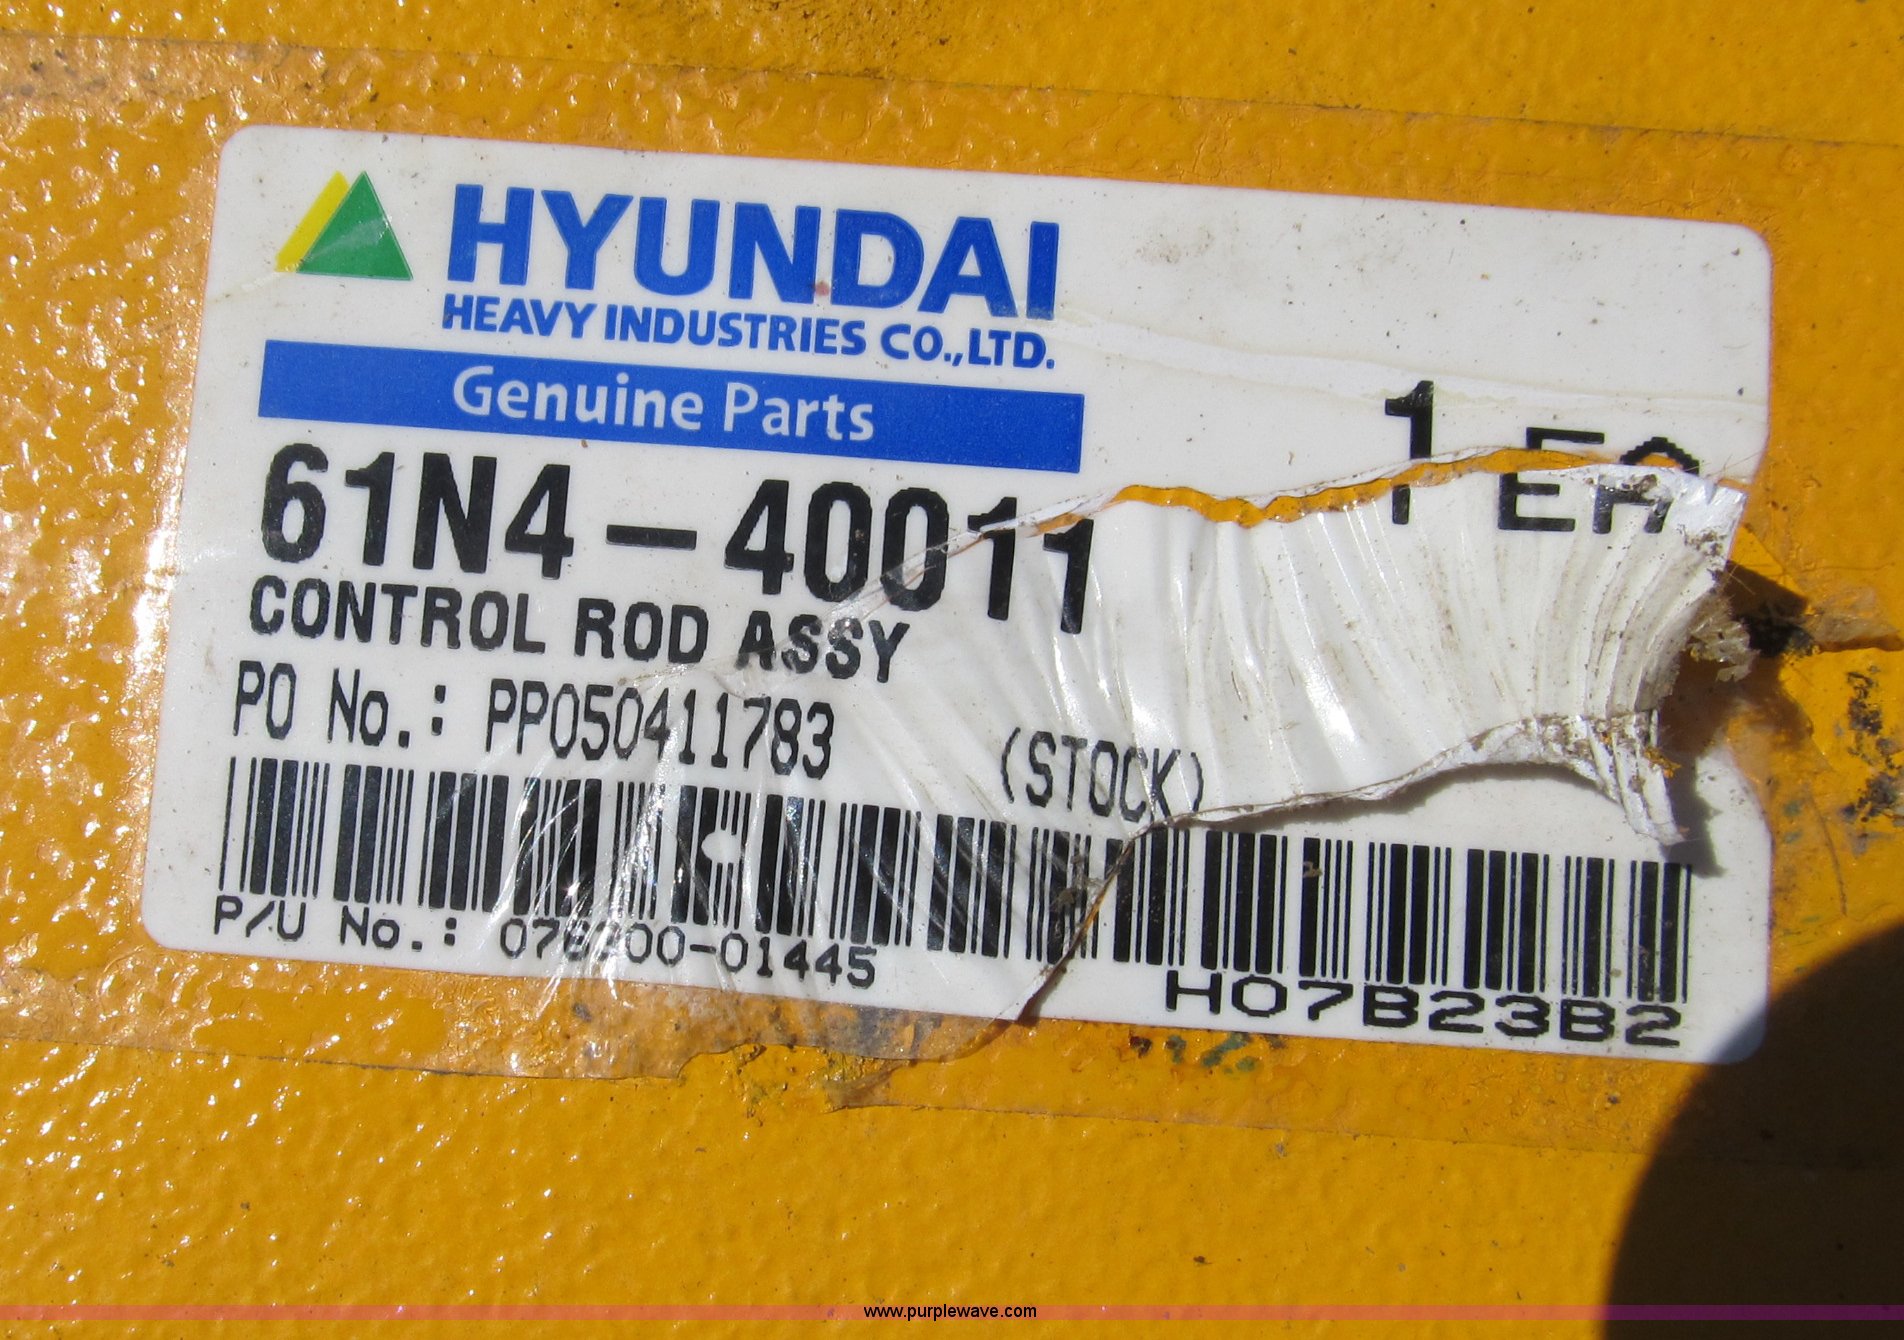 HYUNDAI
HEAVY INDUSTRIES CO.,LTD.
Genuine Parts
1 EA
61N4-40011
CONTROL ROD ASSY
PO No.: PP050411783
(STOCK)
P/U No.:
H07B23B2
www.purplewave.com